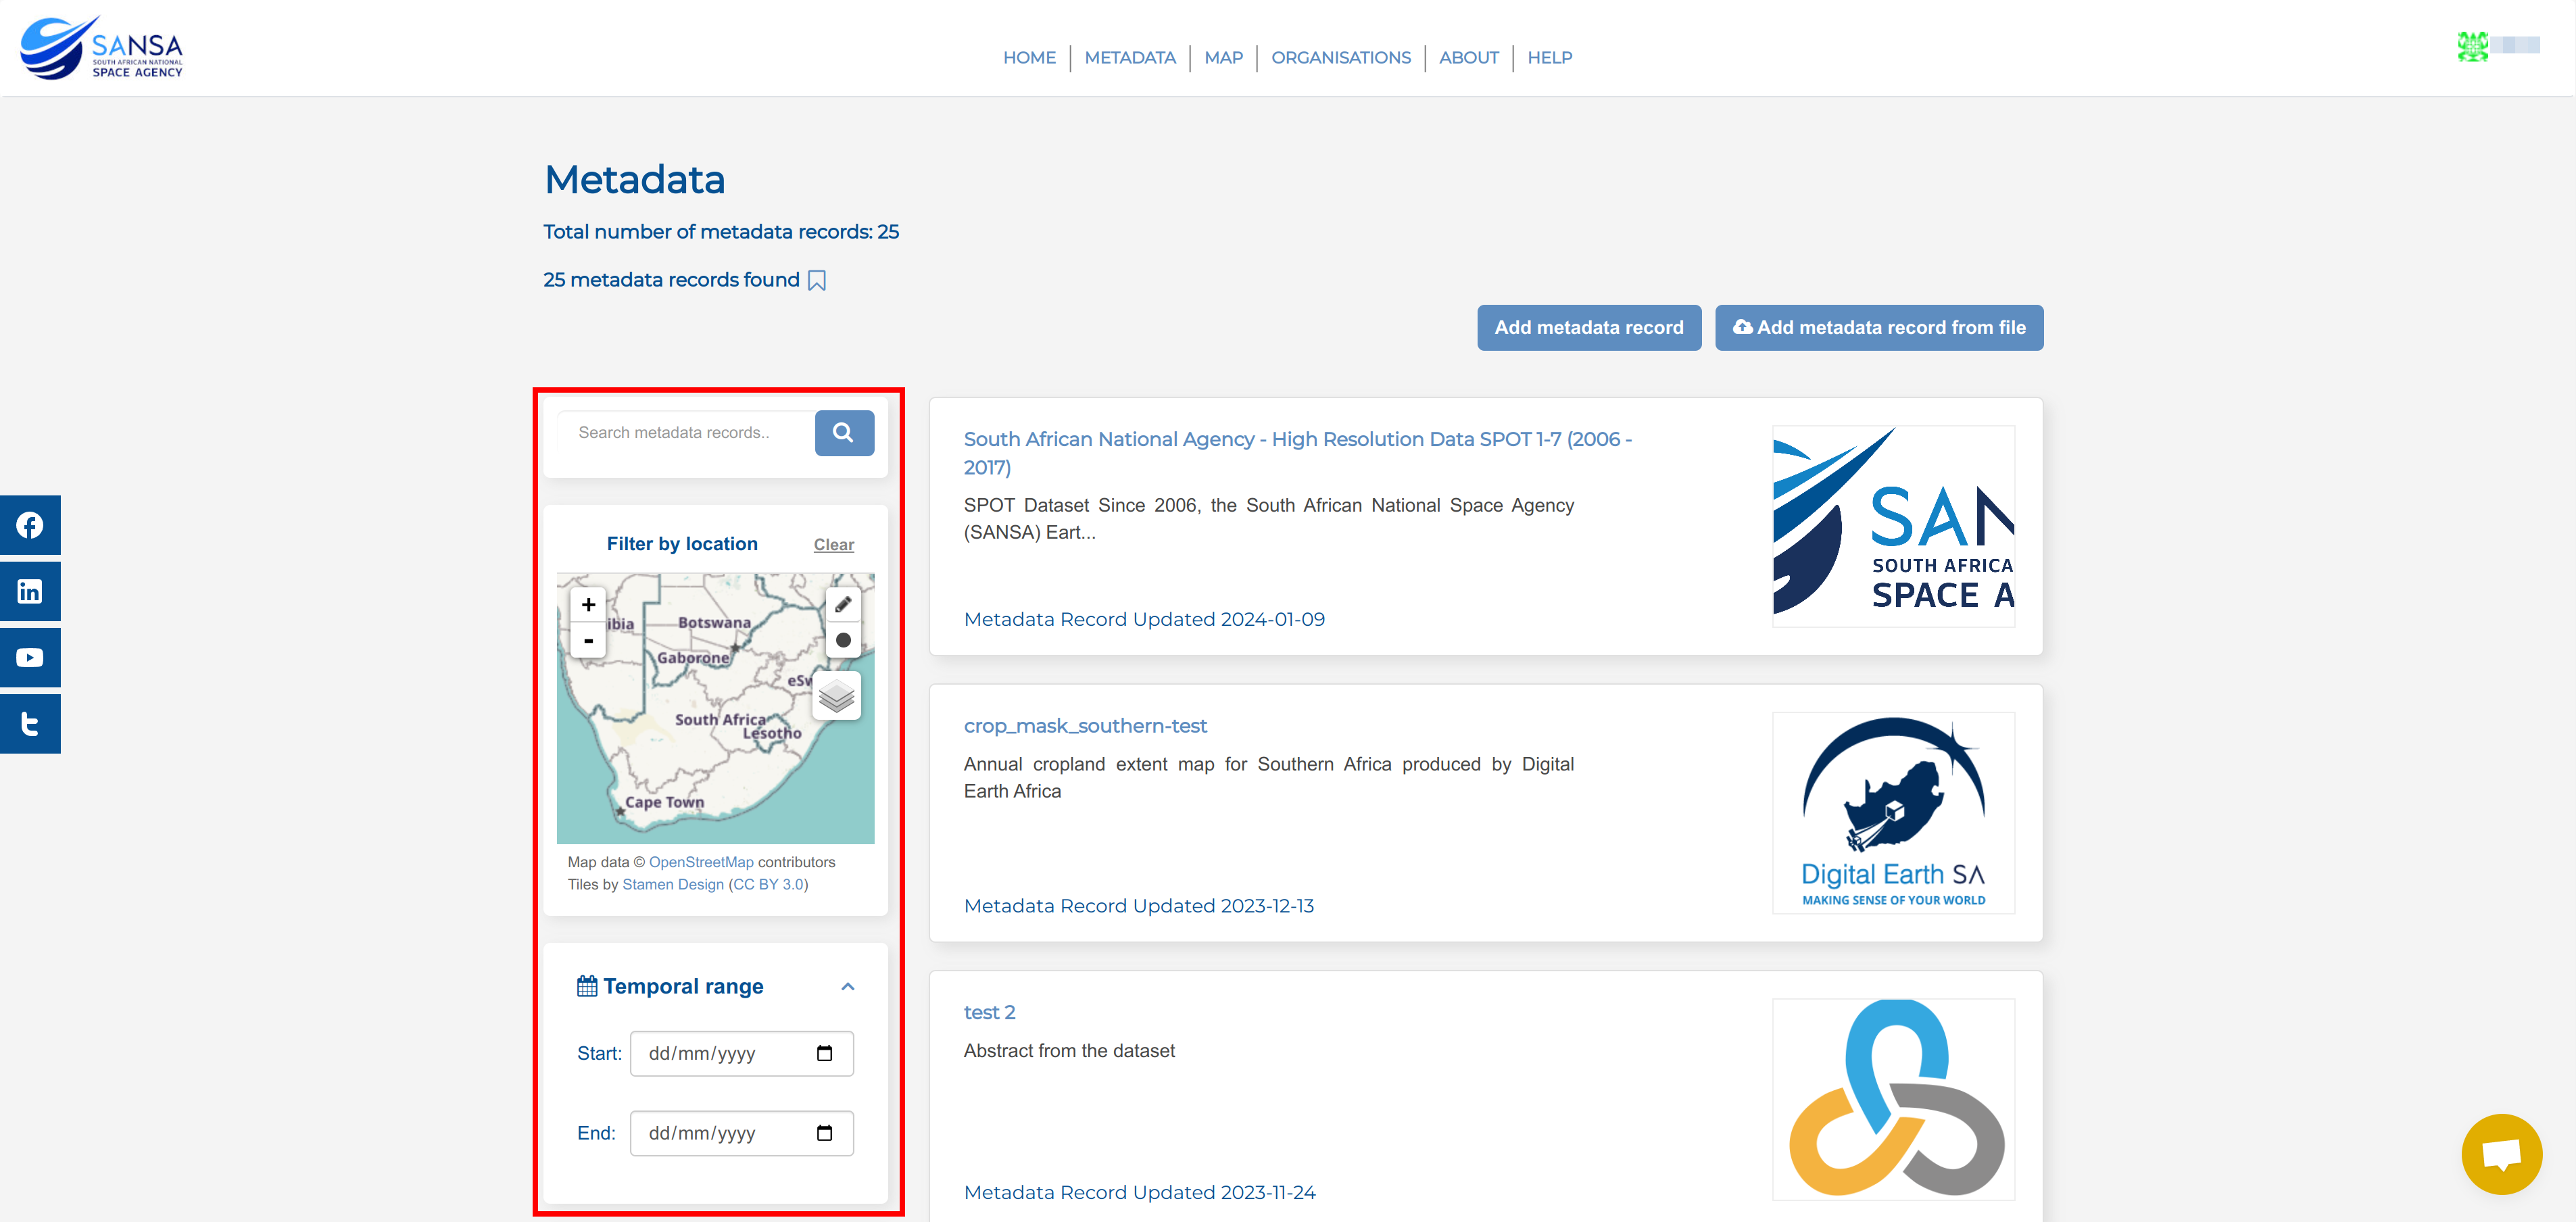 SANSA
SOUTH AFRICAN NATIONAL
SPACE AGENCY
HOME
METADATA
MAP
ORGANISATIONS
ABOUT
HELP
Metadata
Total number of metadata records: 25
25 metadata records found
Add metadata record
Add metadata record from file
Search metadata records..
Filter by location
Clear
+
-
ibia
Botswana
Gaborone
eSw
South Africa
Lesotho
Cape Town
Map data © OpenStreetMap contributors
Tiles by Stamen Design (CC BY 3.0)
Temporal range
Start:
dd/mm/yyyy
End:
dd/mm/yyyy
South African National Agency - High Resolution Data SPOT 1-7 (2006 -
2017)
SPOT Dataset Since 2006, the South African National Space Agency
(SANSA) Eart...
Metadata Record Updated 2024-01-09
SAN
SOUTH AFRICA
SPACE A
crop_mask_southern-test
Annual cropland extent map for Southern Africa produced by Digital
Earth Africa
Metadata Record Updated 2023-12-13
Digital Earth SA
MAKING SENSE OF YOUR WORLD
test 2
Abstract from the dataset
Metadata Record Updated 2023-11-24